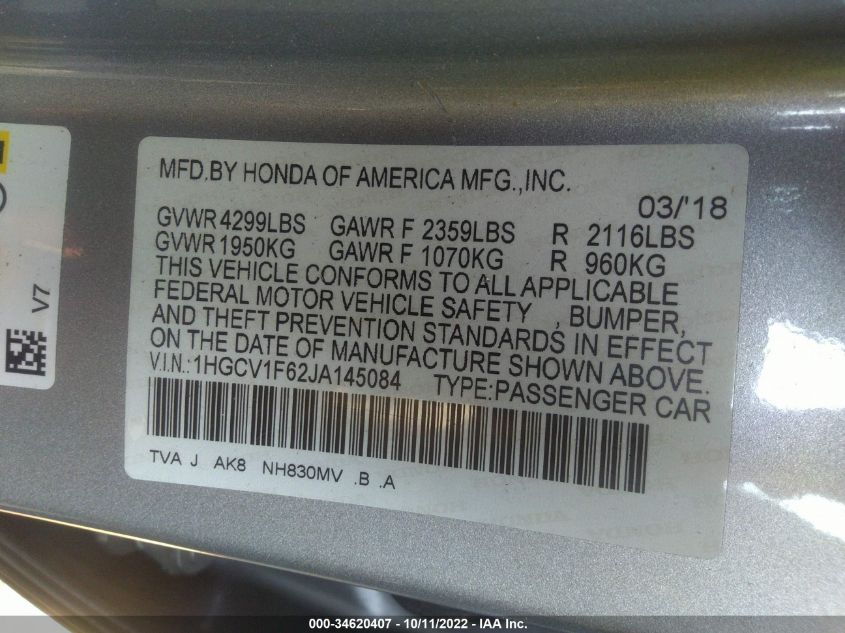 MFD.BY HONDA OF AMERICA MFG.,INC.
03/'18
GVWR 4299LBS GAWR F 2359LBS R 2116LBS
GVWR 1950KG GAWR F 1070KG R 960KG
THIS VEHICLE CONFORMS TO ALL APPLICABLE
FEDERAL MOTOR VEHICLE SAFETY , BUMPER,
AND THEFT PREVENTION STANDARDS IN EFFECT
ON THE DATE OF MANUFACTURE SHOWN ABOVE.
V.I.N.:1HGCV1F62JA145084 TYPE:PASSENGER CAR
TVA J AK8 NH830MV .B .A
V7
000-34620407 - 10/11/2022 - IAA Inc.